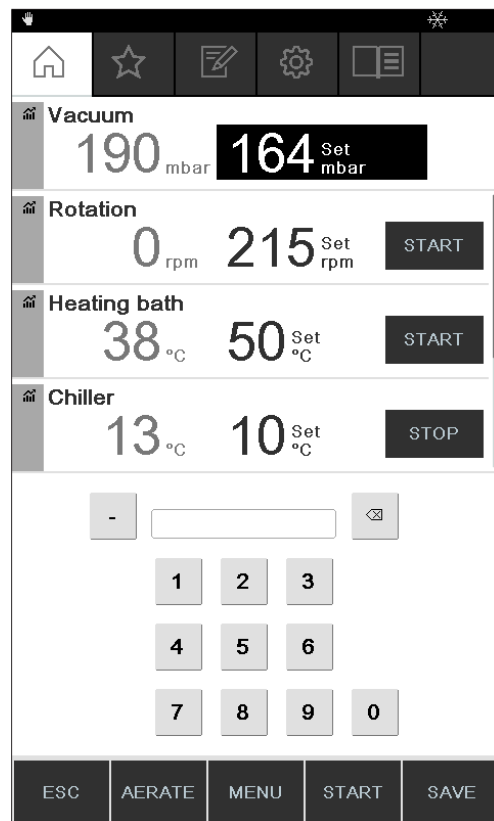 Vacuum
190 mbar 164 Set mbar
Rotation
0 rpm 215 Set rpm START
Heating bath
38 °C 50 Set °C START
Chiller
13 °C 10 Set °C STOP
-
1 2 3
4 5 6
7 8 9 0
ESC AERATE MENU START SAVE